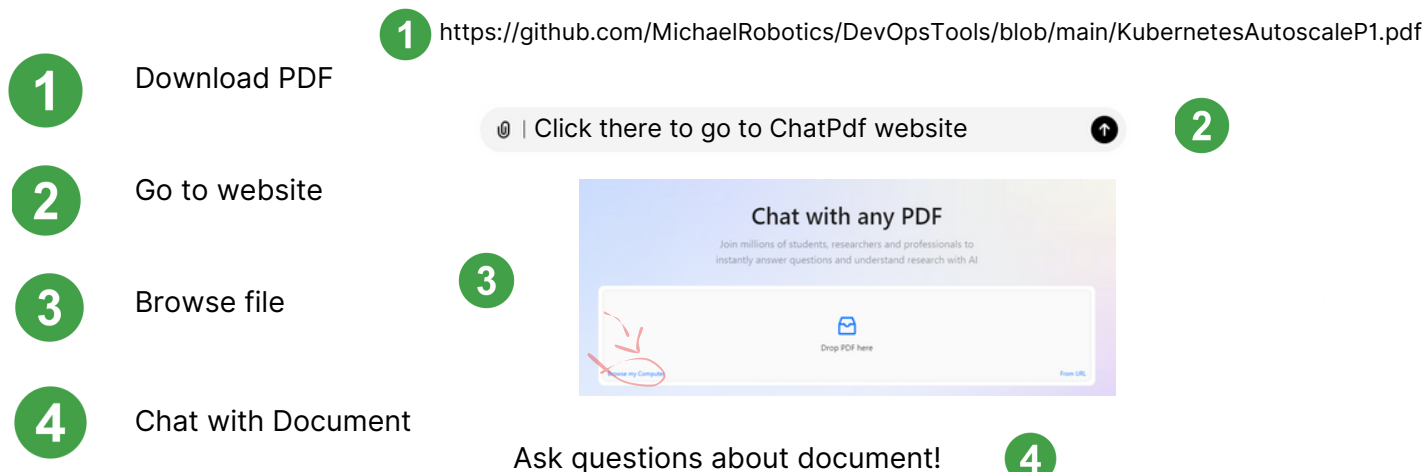 1 https://github.com/MichaelRobotics/DevOpsTools/blob/main/KubernetesAutoscaleP1.pdf
1 Download PDF
Click there to go to ChatPdf website 2
2 Go to website
Chat with any PDF
Join millions of students, researchers and professionals to
instantly answer questions and understand research with AI
3
3 Browse file
Drop PDF here
Browse my Computer From URL
4 Chat with Document
Ask questions about document! 4